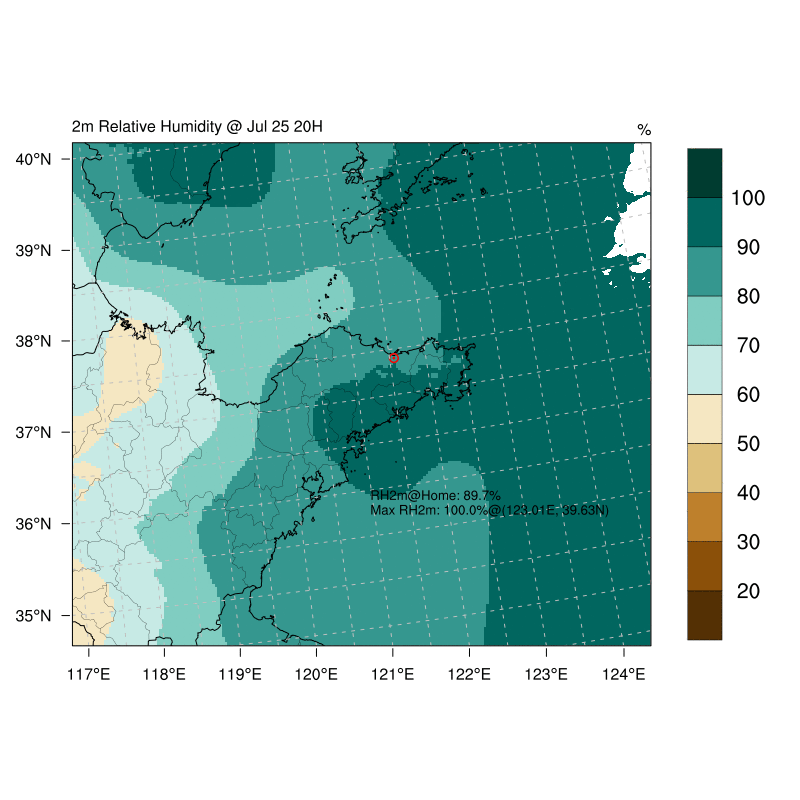 2m Relative Humidity @ Jul 25 20H
%
40°N
39°N
38°N
37°N
36°N
35°N
117°E
118°E
119°E
120°E
121°E
122°E
123°E
124°E
RH2m@Home: 89.7%
Max RH2m: 100.0%@(123.01E, 39.63N)
100
90
80
70
60
50
40
30
20